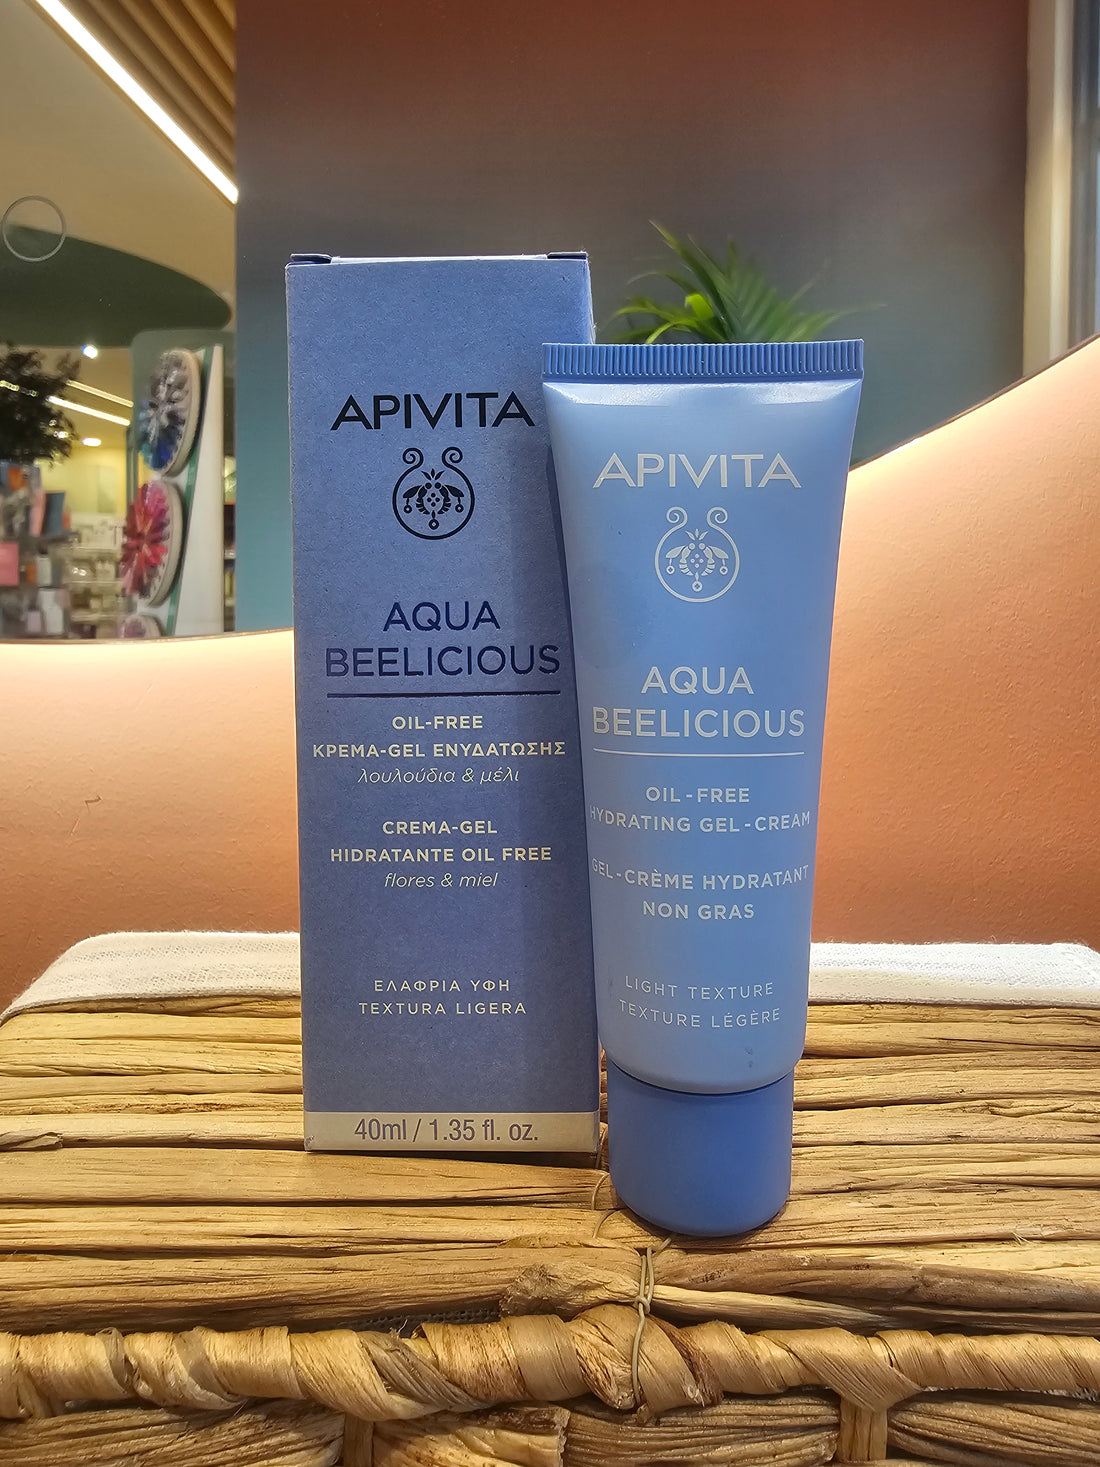 APIVITA
AQUA
BEELICIOUS
OIL-FREE
ΚΡΕΜΑ-GEL ΕΝΥΔΑΤΩΣΗΣ
λουλούδια & μέλι
CREMA-GEL
HIDRATANTE OIL FREE
flores & miel
ΕΛΑΦΡΙΑ ΥΦΗ
TEXTURA LIGERA
40ml / 1.35 fl. oz.
APIVITA
AQUA
BEELICIOUS
OIL-FREE
HYDRATING GEL-CREAM
GEL-CRÈME HYDRATANT
NON GRAS
LIGHT TEXTURE
TEXTURE LÉGÈRE